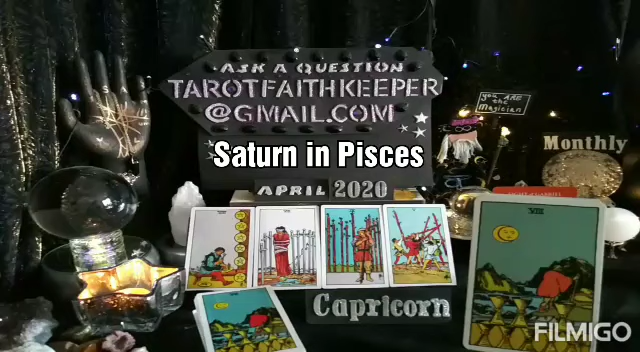 ASK A QUESTION
TAROTFAITHKEEPER
@GMAIL.COM
you ARE
the
Magician
Saturn in Pisces
Monthly
APRIL 2020
VIII
Capricorn
FILMIGO